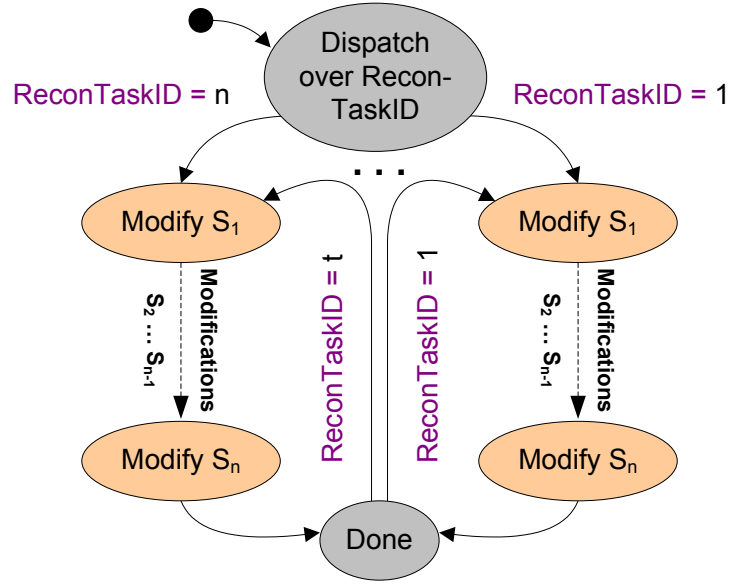 Dispatch
over Recon-
TaskID
ReconTaskID = n
ReconTaskID = 1
. . .
Modify S1
Modify S1
Modifications
S2 ... Sn-1
ReconTaskID = t
ReconTaskID = 1
Modifications
S2 ... Sn-1
Modify Sn
Modify Sn
Done